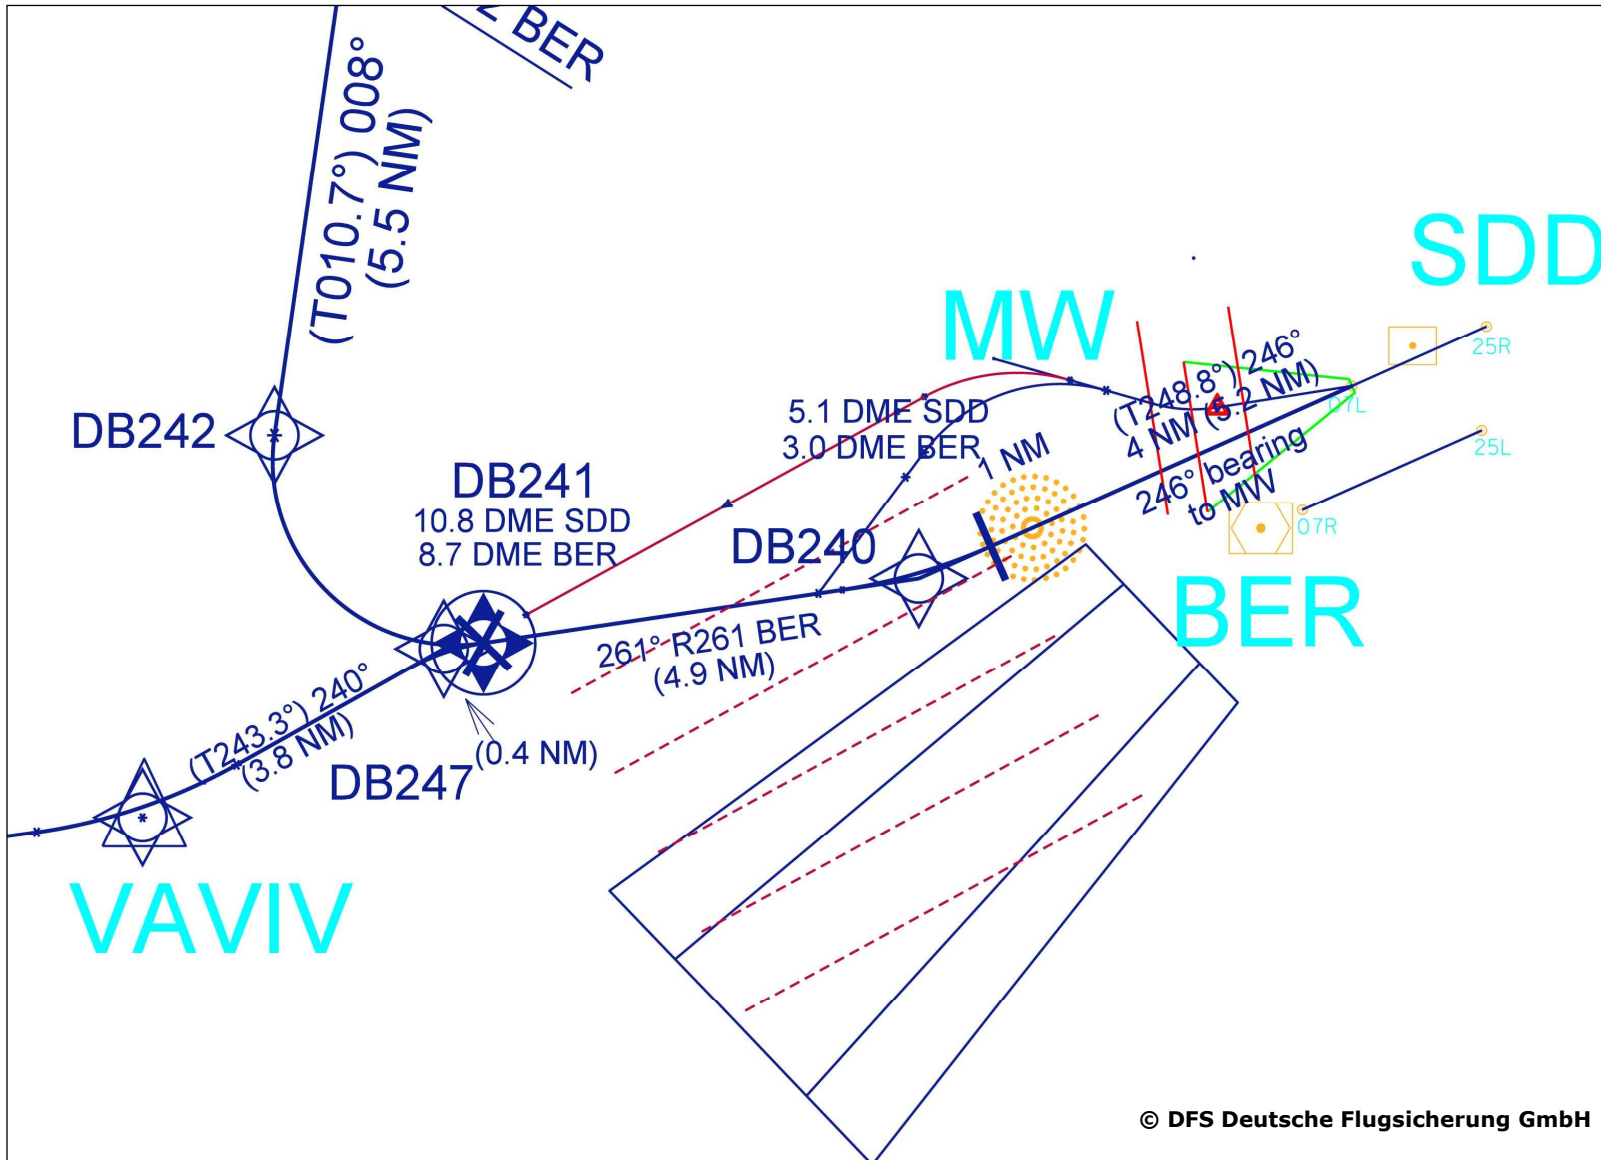 BER
(T010.7°) 008°
(5.5 NM)
SDD
MW
25R
(T248.8°) 246°
4 NM (5.2 NM)
07L
5.1 DME SDD
3.0 DME BER
DB242
1 NM
25L
246° bearing
to MW
DB241
10.8 DME SDD
8.7 DME BER
07R
DB240
BER
261° R261 BER
(4.9 NM)
(T243.3°) 240°
(3.8 NM)
(0.4 NM)
DB247
VAVIV
© DFS Deutsche Flugsicherung GmbH